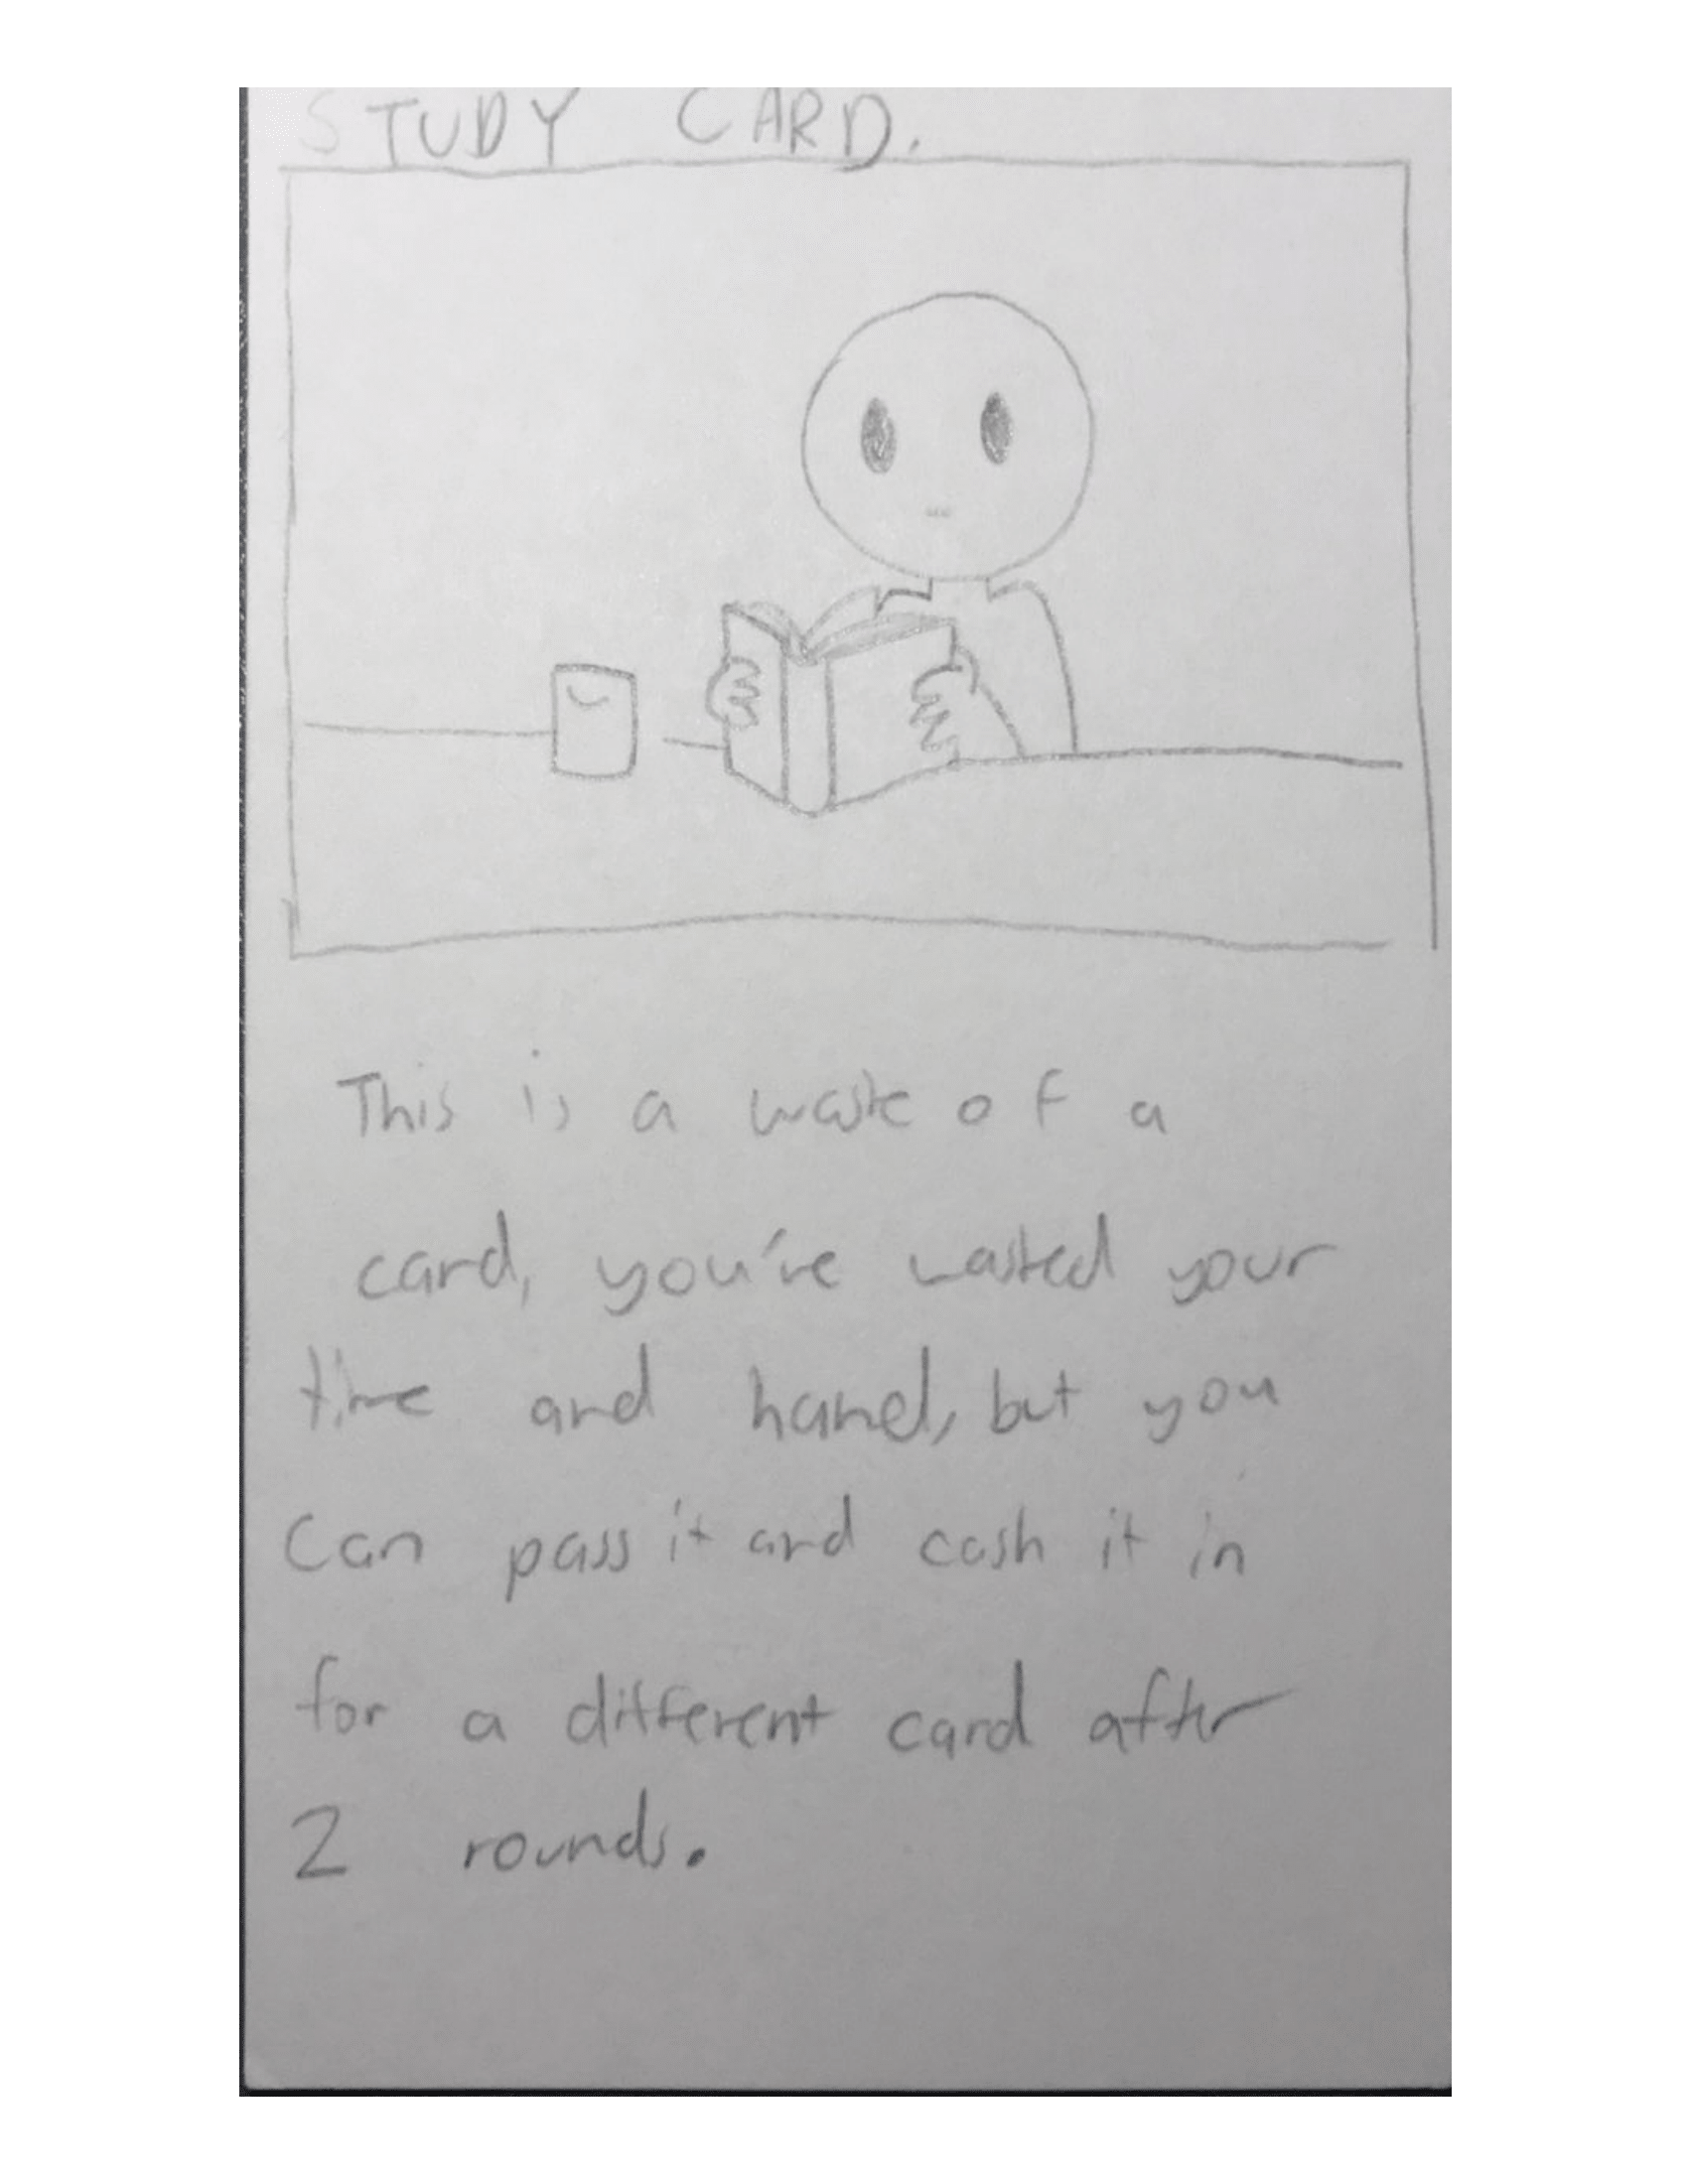 STUDY CARD.
This is a waste of a
card, you've wasted your
time and hand, but you
Can pass it and cash it in
for a different card after
2 rounds.